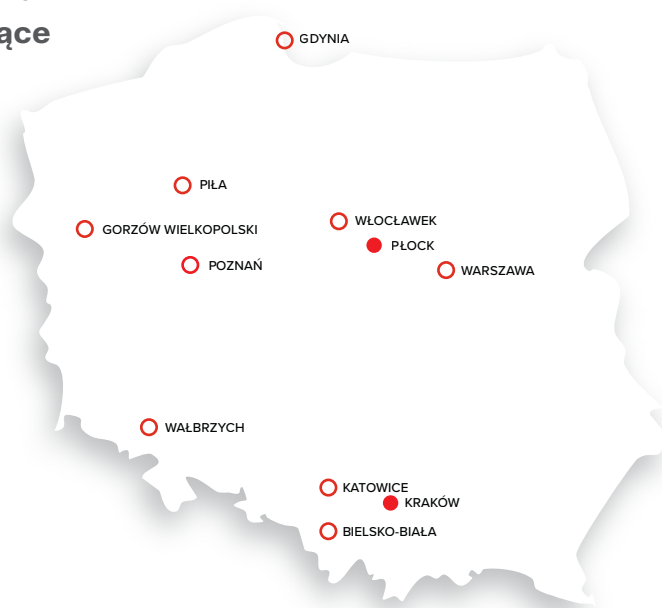 ące
GDYNIA
PIŁA
WŁOCŁAWEK
GORZÓW WIELKOPOLSKI
PŁOCK
POZNAŃ
WARSZAWA
WAŁBRZYCH
KATOWICE
KRAKÓW
BIELSKO-BIAŁA